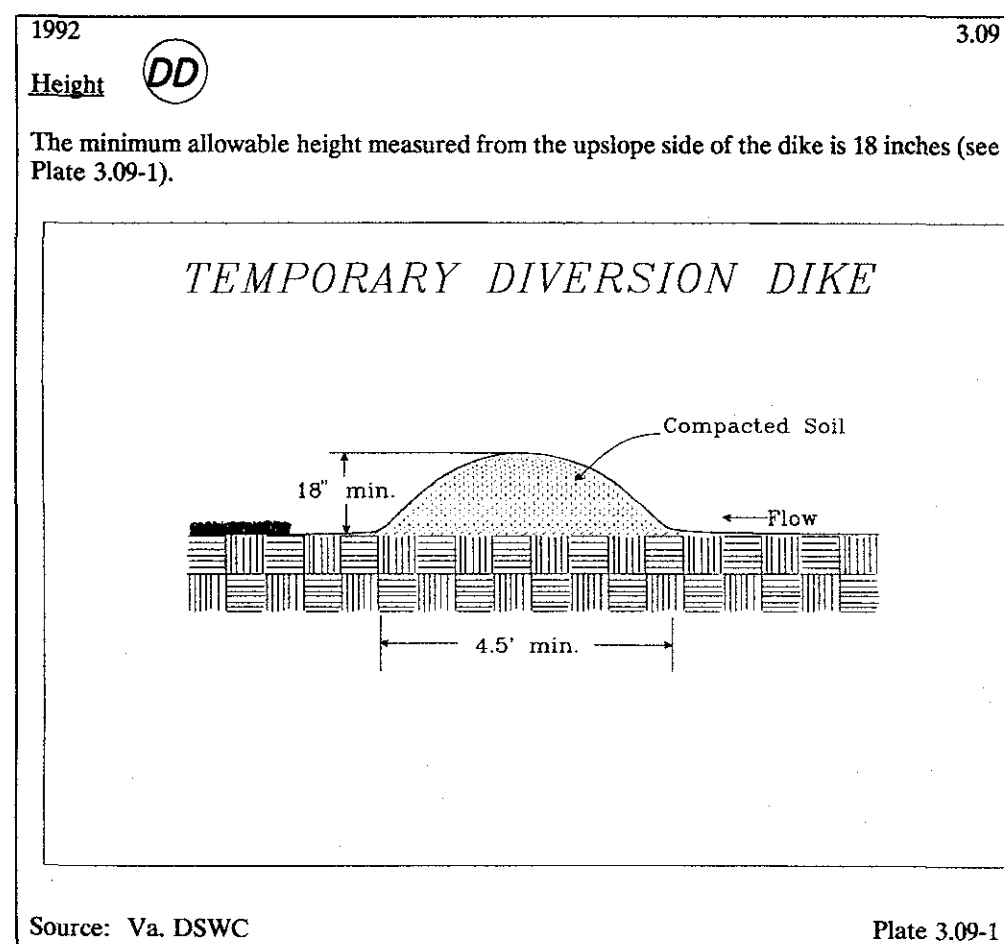 1992 3.09
Height DD
The minimum allowable height measured from the upslope side of the dike is 18 inches (see
Plate 3.09-1).
TEMPORARY DIVERSION DIKE
Compacted Soil
18" min.
Flow
4.5' min.
Source: Va. DSWC Plate 3.09-1